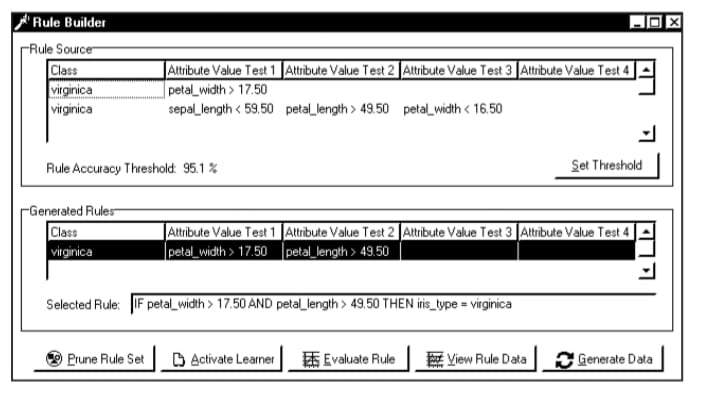 Rule Builder
Rule Source
Class Attribute Value Test 1 Attribute Value Test 2 Attribute Value Test 3 Attribute Value Test 4
virginica petal_width > 17.50
virginica sepal_length < 59.50 petal_length > 49.50 petal_width < 16.50
Rule Accuracy Threshold: 95.1 % Set Threshold
Generated Rules
Class Attribute Value Test 1 Attribute Value Test 2 Attribute Value Test 3 Attribute Value Test 4
virginica petal_width > 17.50 petal_length > 49.50
Selected Rule: IF petal_width > 17.50 AND petal_length > 49.50 THEN iris_type = virginica
Prune Rule Set Activate Learner Evaluate Rule View Rule Data Generate Data